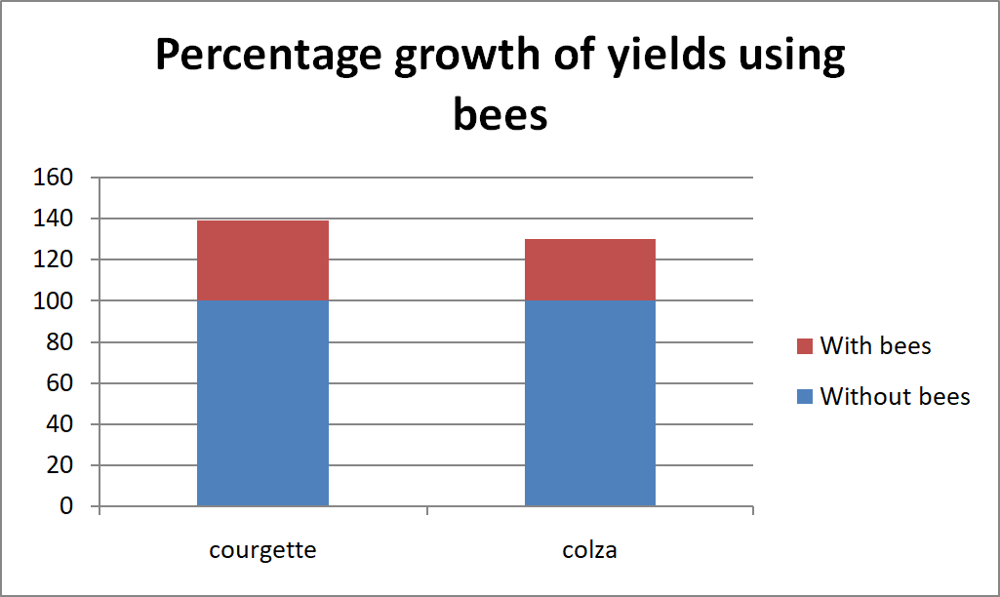 Percentage growth of yields using
bees
160
140
120
100
80
60
40
20
0
courgette
colza
With bees
Without bees